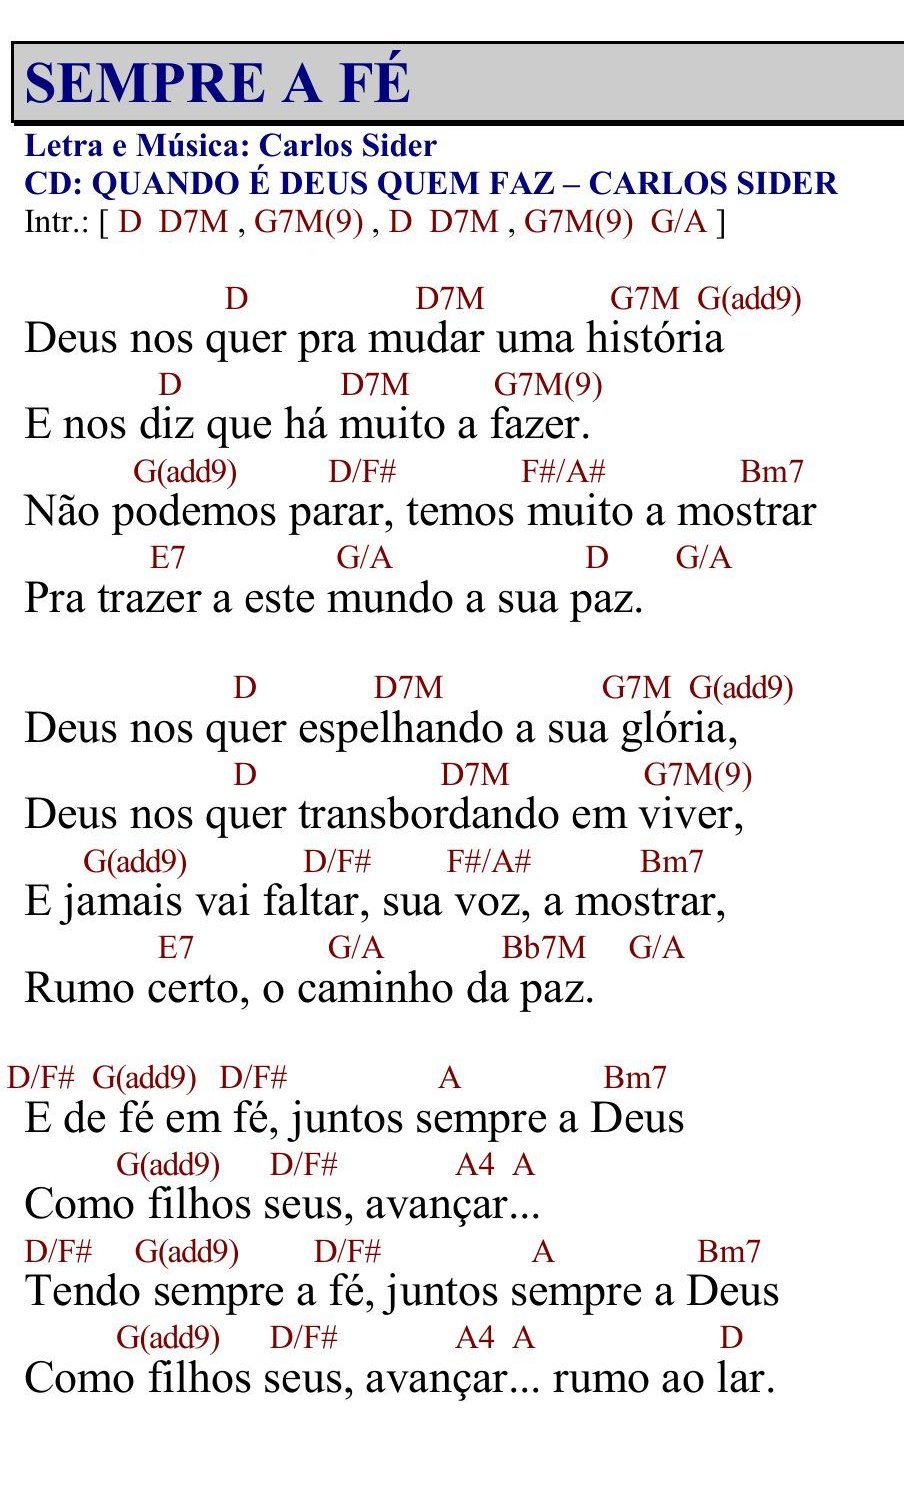 SEMPRE A FÉ
Letra e Música: Carlos Sider
CD: QUANDO É DEUS QUEM FAZ – CARLOS SIDER
Intr.: [ D D7M , G7M(9) , D D7M , G7M(9) G/A ]
D D7M G7M G(add9)
Deus nos quer pra mudar uma história
D D7M G7M(9)
E nos diz que há muito a fazer.
G(add9) D/F# F#/A# Bm7
Não podemos parar, temos muito a mostrar
E7 G/A D G/A
Pra trazer a este mundo a sua paz.
D D7M G7M G(add9)
Deus nos quer espelhando a sua glória,
D D7M G7M(9)
Deus nos quer transbordando em viver,
G(add9) D/F# F#/A# Bm7
E jamais vai faltar, sua voz, a mostrar,
E7 G/A Bb7M G/A
Rumo certo, o caminho da paz.
D/F# G(add9) D/F# A Bm7
E de fé em fé, juntos sempre a Deus
G(add9) D/F# A4 A
Como filhos seus, avançar...
D/F# G(add9) D/F# A Bm7
Tendo sempre a fé, juntos sempre a Deus
G(add9) D/F# A4 A D
Como filhos seus, avançar... rumo ao lar.